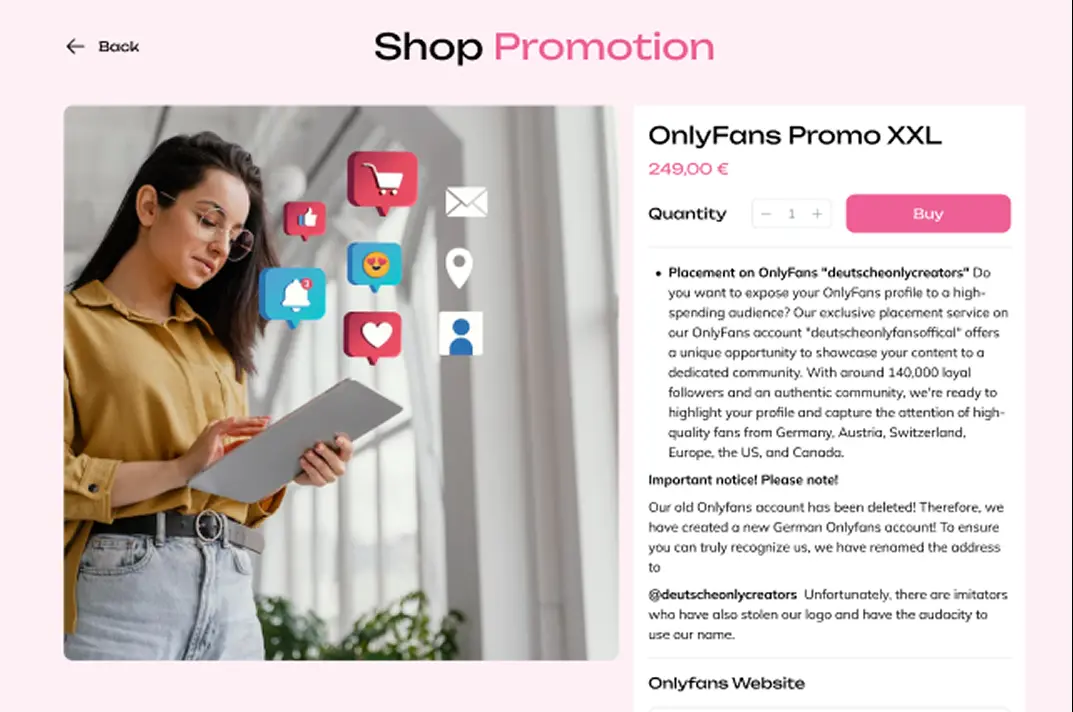 Back
Shop Promotion
OnlyFans Promo XXL
249,00 €
Quantity
1
Buy
Placement on OnlyFans "deutscheonlycreators" Do
you want to expose your OnlyFans profile to a high-
spending audience? Our exclusive placement service on
our OnlyFans account "deutscheonlyfansoffical" offers
a unique opportunity to showcase your content to a
dedicated community. With around 140,000 loyal
followers and an authentic community, we're ready to
highlight your profile and capture the attention of high-
quality fans from Germany, Austria, Switzerland,
Europe, the US, and Canada.
Important notice! Please note!
Our old Onlyfans account has been deleted! Therefore, we
have created a new German Onlyfans account! To ensure
you can truly recognize us, we have renamed the address
to
@deutscheonlycreators Unfortunately, there are imitators
who have also stolen our logo and have the audacity to
use our name.
Onlyfans Website